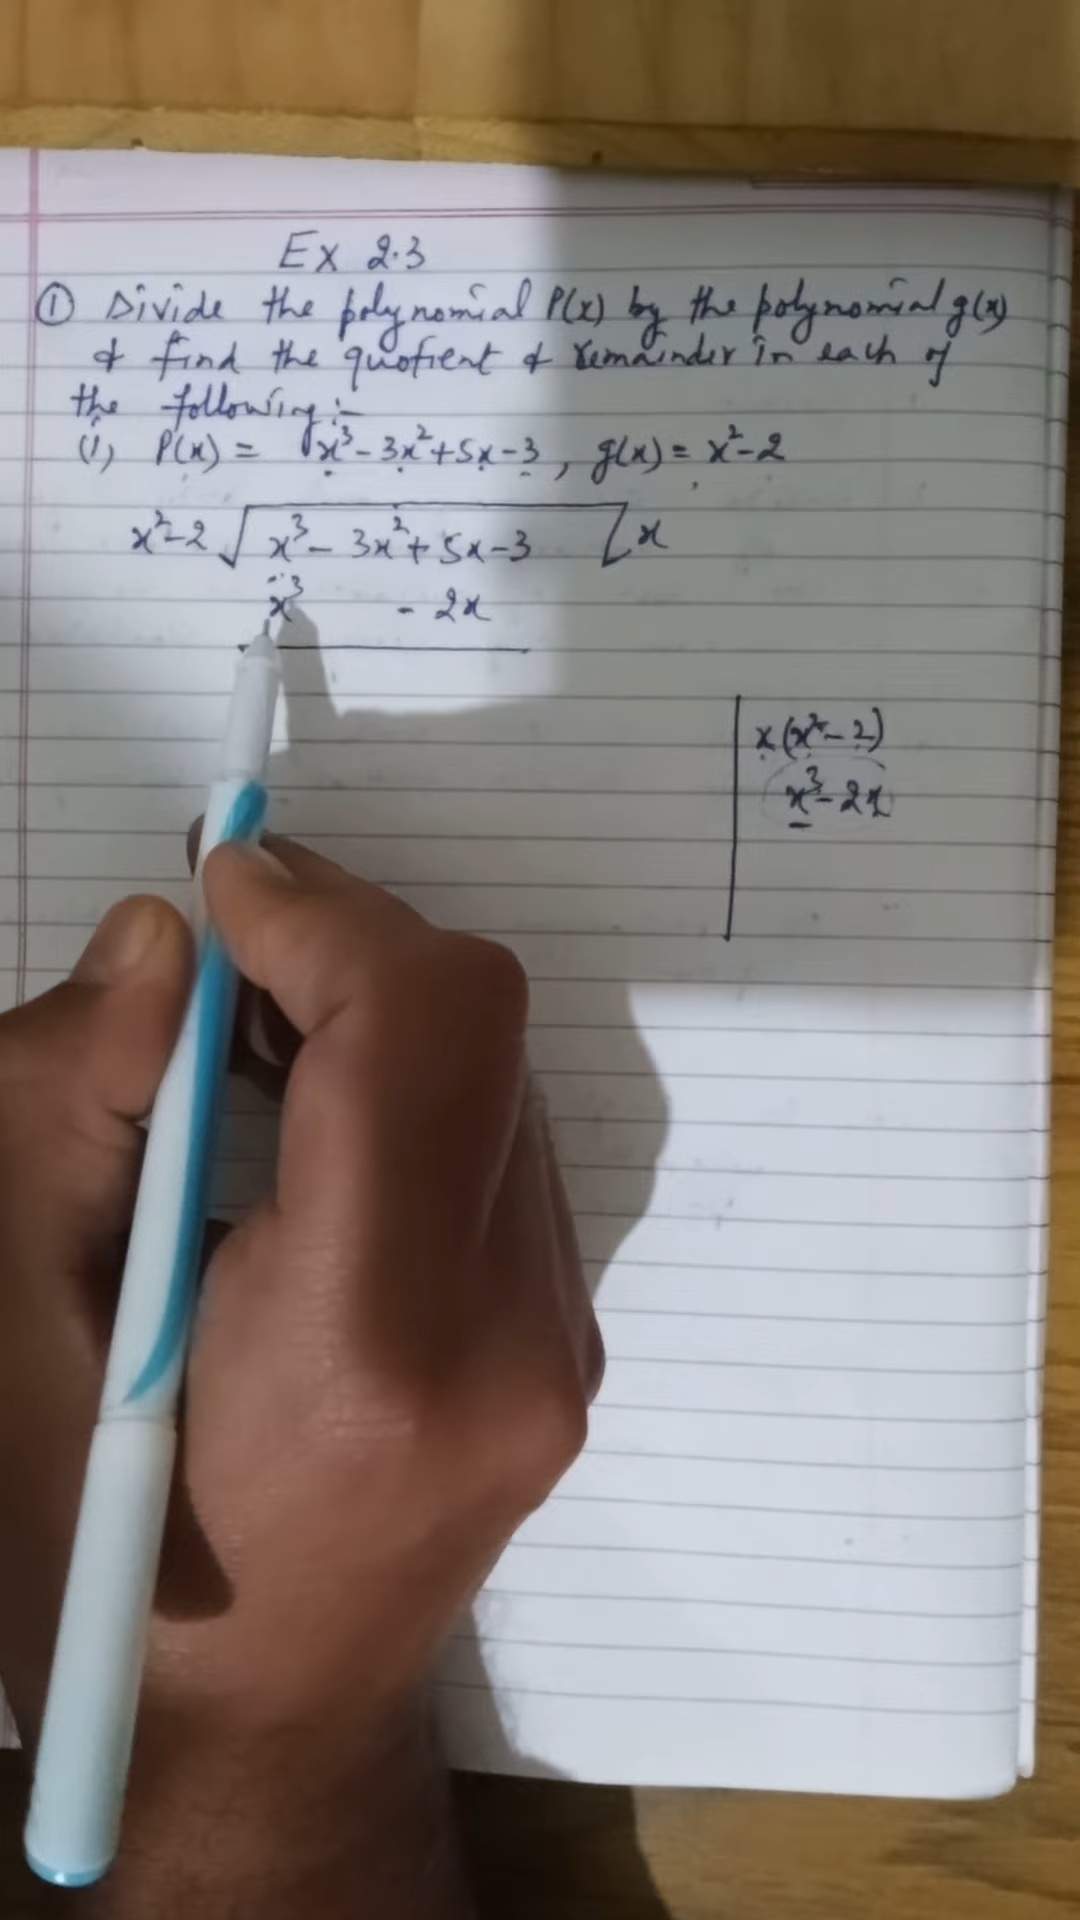 Ex 2.3
① Divide the polynomial P(x) by the polynomial g(x)
& find the quotient & remainder in each of
the following:-
(i) P(x) = x³-3x²+5x-3, g(x) = x²-2
x²-2 √ x³- 3x²+ 5x-3 [ x
x³ - 2x
x(x²-2)
x³-2x